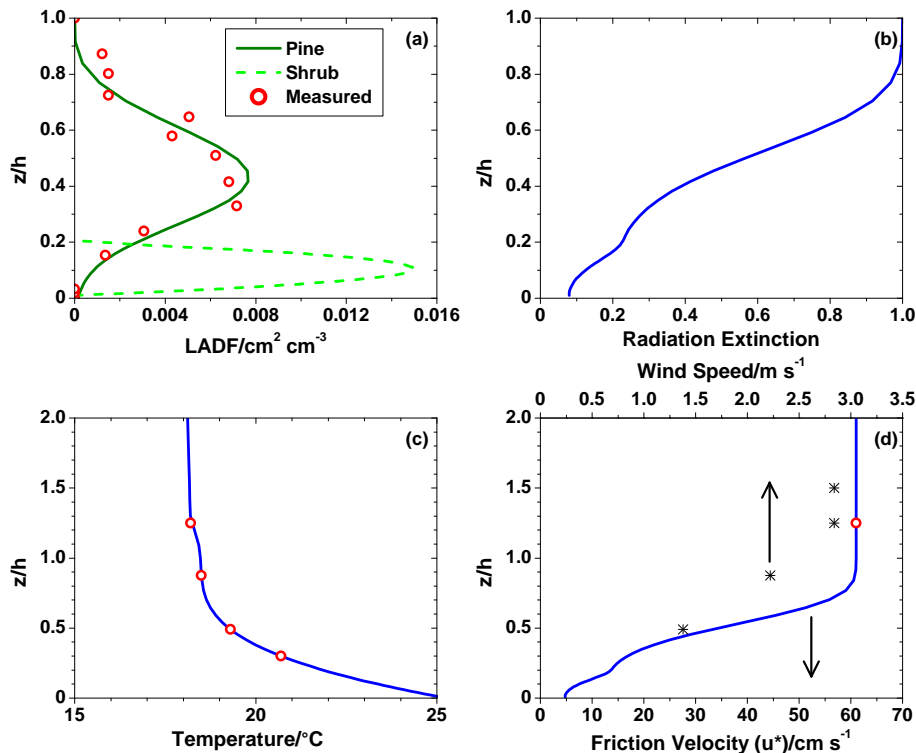 (a)
Pine
Shrub
Measured
1.0
0.8
0.6
0.4
0.2
0
z/h
0 0.004 0.008 0.012 0.016
LADF/cm² cm⁻³
(b)
1.0
0.8
0.6
0.4
0.2
0
z/h
0 0.2 0.4 0.6 0.8 1.0
Radiation Extinction
(c)
2.0
1.5
1.0
0.5
0
z/h
15 20 25
Temperature/°C
Wind Speed/m s⁻¹
0.0 0.5 1.0 1.5 2.0 2.5 3.0 3.5
(d)
2.0
1.5
1.0
0.5
0
z/h
0 10 20 30 40 50 60 70
Friction Velocity (u*)/cm s⁻¹